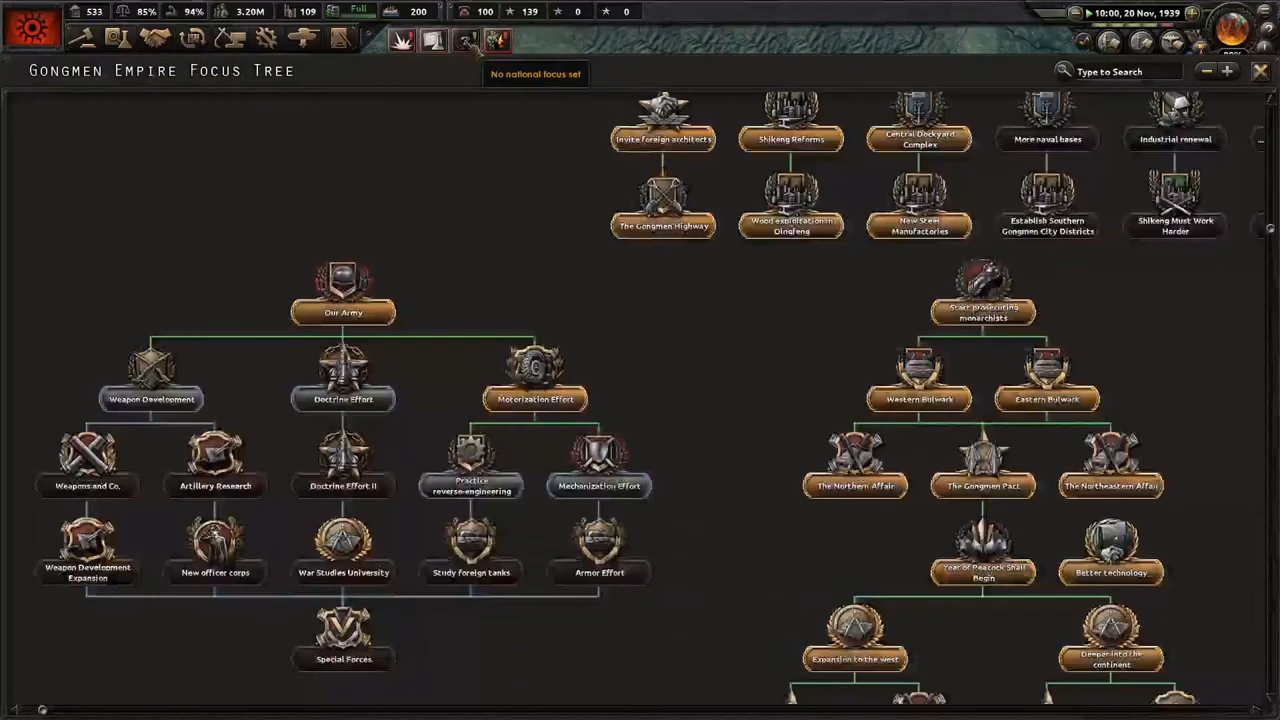 533
85%
94%
3.20M
109
Full
200
100
139
0
0
10:00, 20 Nov, 1939
Gongmen Empire Focus Tree
No national focus set
Type to Search
Invite foreign architects
Shikeng Reforms
Central Dockyard
Complex
More naval bases
Industrial renewal
The Gongmen Highway
Wood exploitation in
Qingfeng
New Steel
Manufactories
Establish Southern
Gongmen City Districts
Shikeng Must Work
Harder
Our Army
Start prosecuting
monarchists
Weapon Development
Doctrine Effort
Motorization Effort
Western Bulwark
Eastern Bulwark
Weapons and Co.
Artillery Research
Doctrine Effort II
Practice
reverse-engineering
Mechanization Effort
The Northern Affair
The Gongmen Pact
The Northeastern Affair
Weapon Development
Expansion
New officer corps
War Studies University
Study foreign tanks
Armor Effort
Year of Peacock Shall
Begin
Better technology
Special Forces
Expansion to the west
Deeper into the
continent